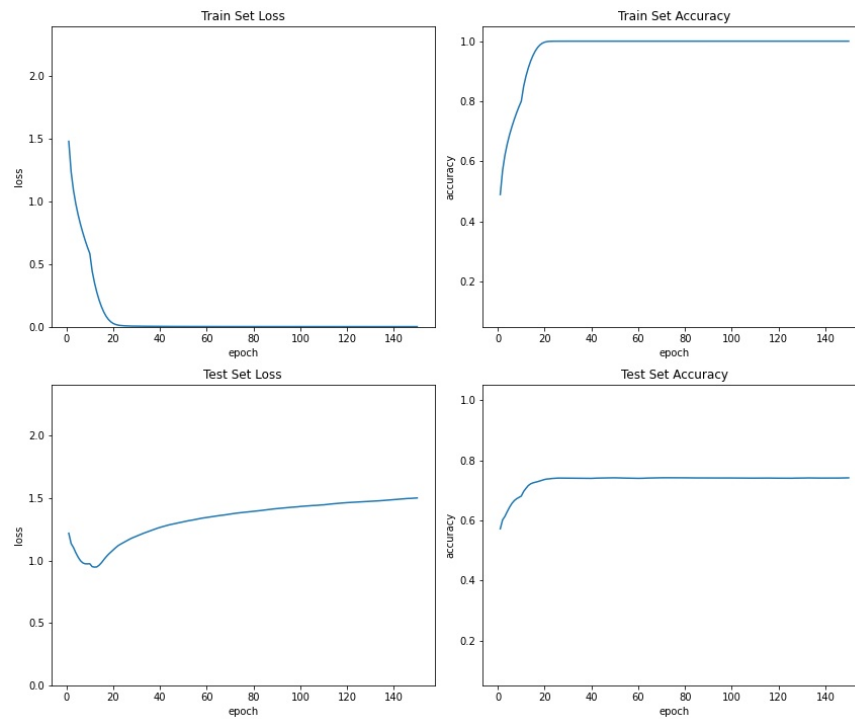 Train Set Loss
Train Set Accuracy
2.0
1.5
1.0
0.5
0.0
loss
0 20 40 60 80 100 120 140
epoch
1.0
0.8
0.6
0.4
0.2
accuracy
0 20 40 60 80 100 120 140
epoch
Test Set Loss
Test Set Accuracy
2.0
1.5
1.0
0.5
0.0
loss
0 20 40 60 80 100 120 140
epoch
1.0
0.8
0.6
0.4
0.2
accuracy
0 20 40 60 80 100 120 140
epoch